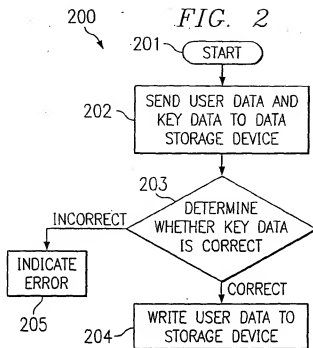 FIG. 2
200
201
START
202
SEND USER DATA AND
KEY DATA TO DATA
STORAGE DEVICE
203
INCORRECT
DETERMINE
WHETHER KEY DATA
IS CORRECT
INDICATE
ERROR
205
CORRECT
204
WRITE USER DATA TO
STORAGE DEVICE